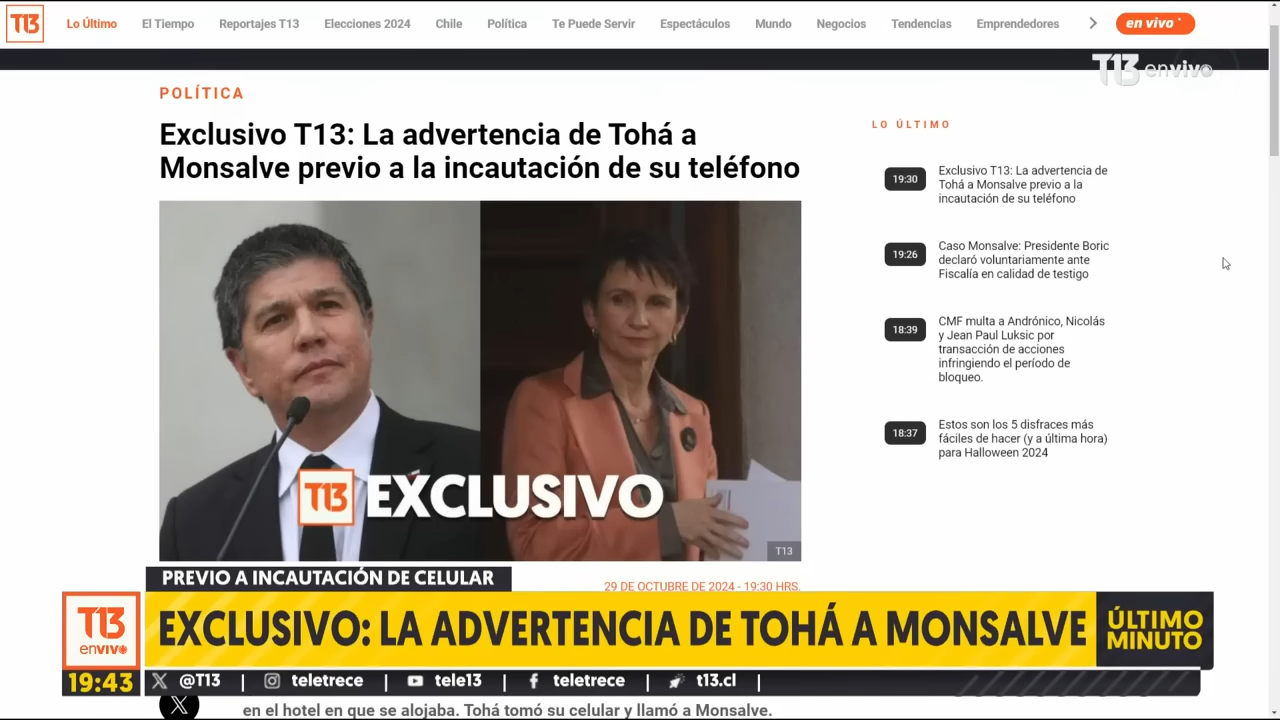 T13
Lo Último
El Tiempo
Reportajes T13
Elecciones 2024
Chile
Política
Te Puede Servir
Espectáculos
Mundo
Negocios
Tendencias
Emprendedores
en vivo
T13 envivo
POLÍTICA
Exclusivo T13: La advertencia de Tohá a
Monsalve previo a la incautación de su teléfono
T13 EXCLUSIVO
T13
29 DE OCTUBRE DE 2024 - 19:30 HRS.
LO ÚLTIMO
19:30
Exclusivo T13: La advertencia de
Tohá a Monsalve previo a la
incautación de su teléfono
19:26
Caso Monsalve: Presidente Boric
declaró voluntariamente ante
Fiscalía en calidad de testigo
18:39
CMF multa a Andrónico, Nicolás
y Jean Paul Luksic por
transacción de acciones
infringiendo el período de
bloqueo.
18:37
Estos son los 5 disfraces más
fáciles de hacer (y a última hora)
para Halloween 2024
PREVIO A INCAUTACIÓN DE CELULAR
T13
envivo
EXCLUSIVO: LA ADVERTENCIA DE TOHÁ A MONSALVE
ÚLTIMO
MINUTO
19:43
@T13 | teletrece | tele13 | teletrece | t13.cl |
en el hotel en que se alojaba. Tohá tomó su celular y llamó a Monsalve.